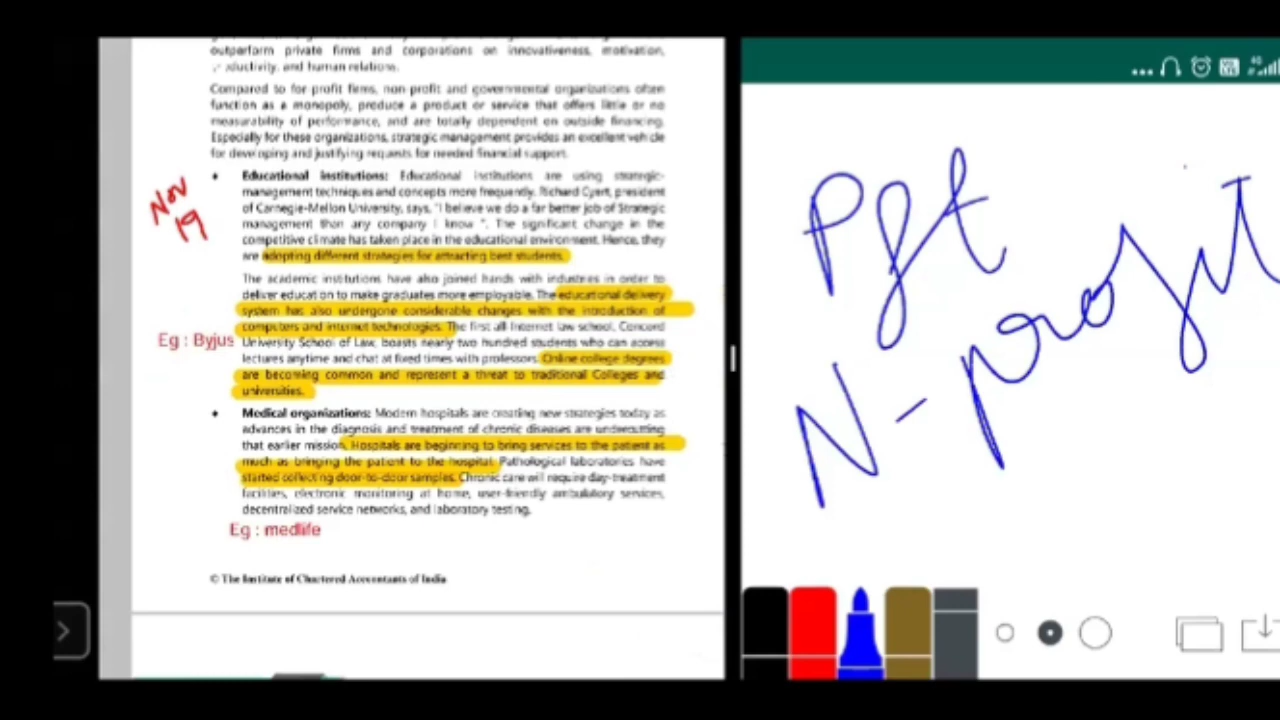 outperform private firms and corporations on innovativeness, motivation,
productivity, and human relations.
Compared to for profit firms, non-profit and governmental organizations often
function as a monopoly, produce a product or service that offers little or no
measurability of performance, and are totally dependent on outside financing.
Especially for these organizations, strategic management provides an excellent vehicle
for developing and justifying requests for needed financial support.
Nov
19
• Educational institutions: Educational institutions are using strategic-
management techniques and concepts more frequently. Richard Cyert, president
of Carnegie-Mellon University, says, "I believe we do a far better job of Strategic
management than any company I know ". The significant change in the
competitive climate has taken place in the educational environment. Hence, they
are adopting different strategies for attracting best students.
The academic institutions have also joined hands with industries in order to
deliver education to make graduates more employable. The educational delivery
system has also undergone considerable changes with the introduction of
computers and internet technologies. The first all-Internet law school, Concord
Eg : Byjus
University School of Law, boasts nearly two hundred students who can access
lectures anytime and chat at fixed times with professors. Online college degrees
are becoming common and represent a threat to traditional Colleges and
universities.
• Medical organizations: Modern hospitals are creating new strategies today as
advances in the diagnosis and treatment of chronic diseases are undercutting
that earlier mission. Hospitals are beginning to bring services to the patient as
much as bringing the patient to the hospital. Pathological laboratories have
started collecting door-to-door samples. Chronic care will require day-treatment
facilities, electronic monitoring at home, user-friendly ambulatory services,
decentralized service networks, and laboratory testing.
Eg : medlife
© The Institute of Chartered Accountants of India
Pft
N-profit